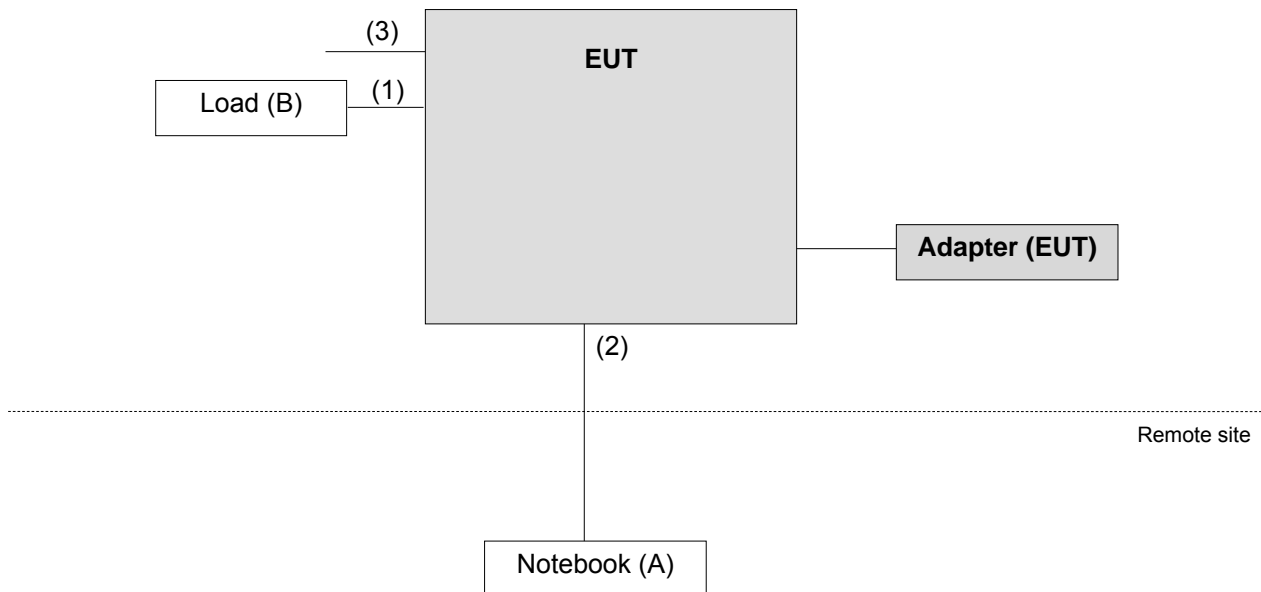 (3)
EUT
Load (B)
(1)
Adapter (EUT)
(2)
Remote site
Notebook (A)